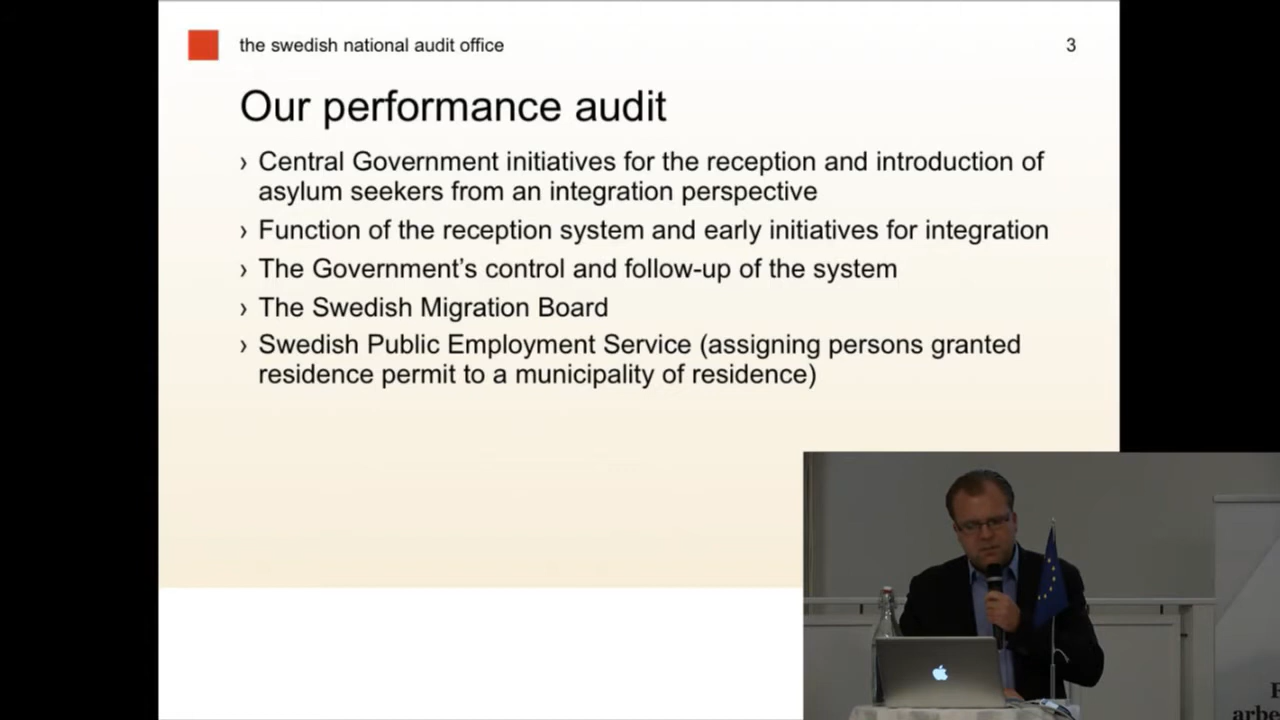 the swedish national audit office
3
Our performance audit
› Central Government initiatives for the reception and introduction of
asylum seekers from an integration perspective
› Function of the reception system and early initiatives for integration
› The Government’s control and follow-up of the system
› The Swedish Migration Board
› Swedish Public Employment Service (assigning persons granted
residence permit to a municipality of residence)